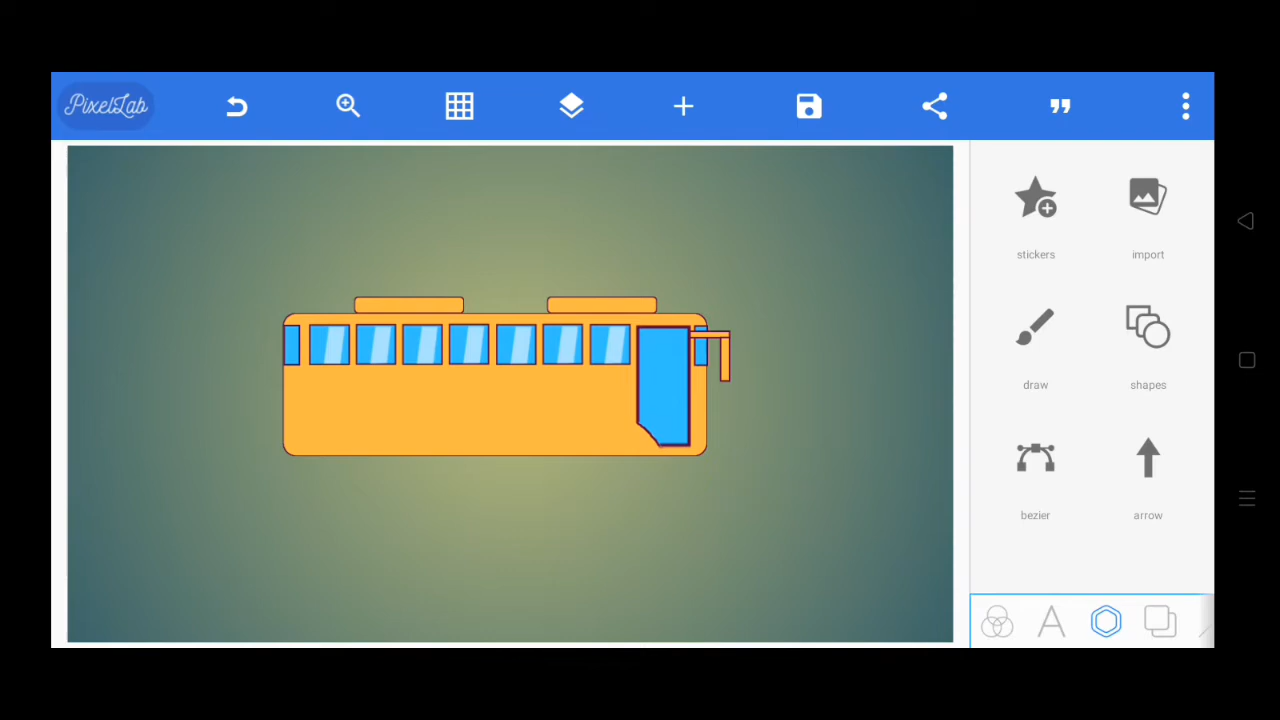 PixelLab
stickers
import
draw
shapes
bezier
arrow